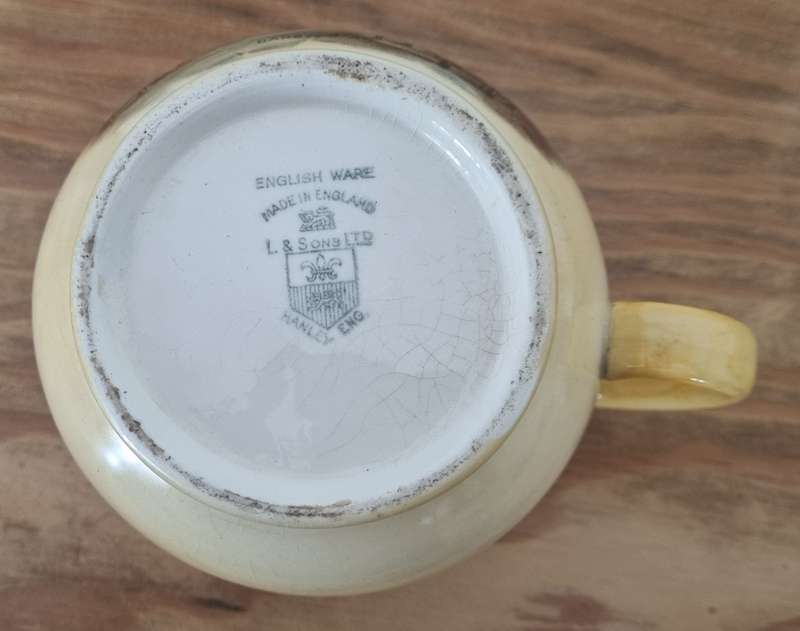 ENGLISH WARE
MADE IN ENGLAND
L & SONS LTD
HANLEY, ENG.